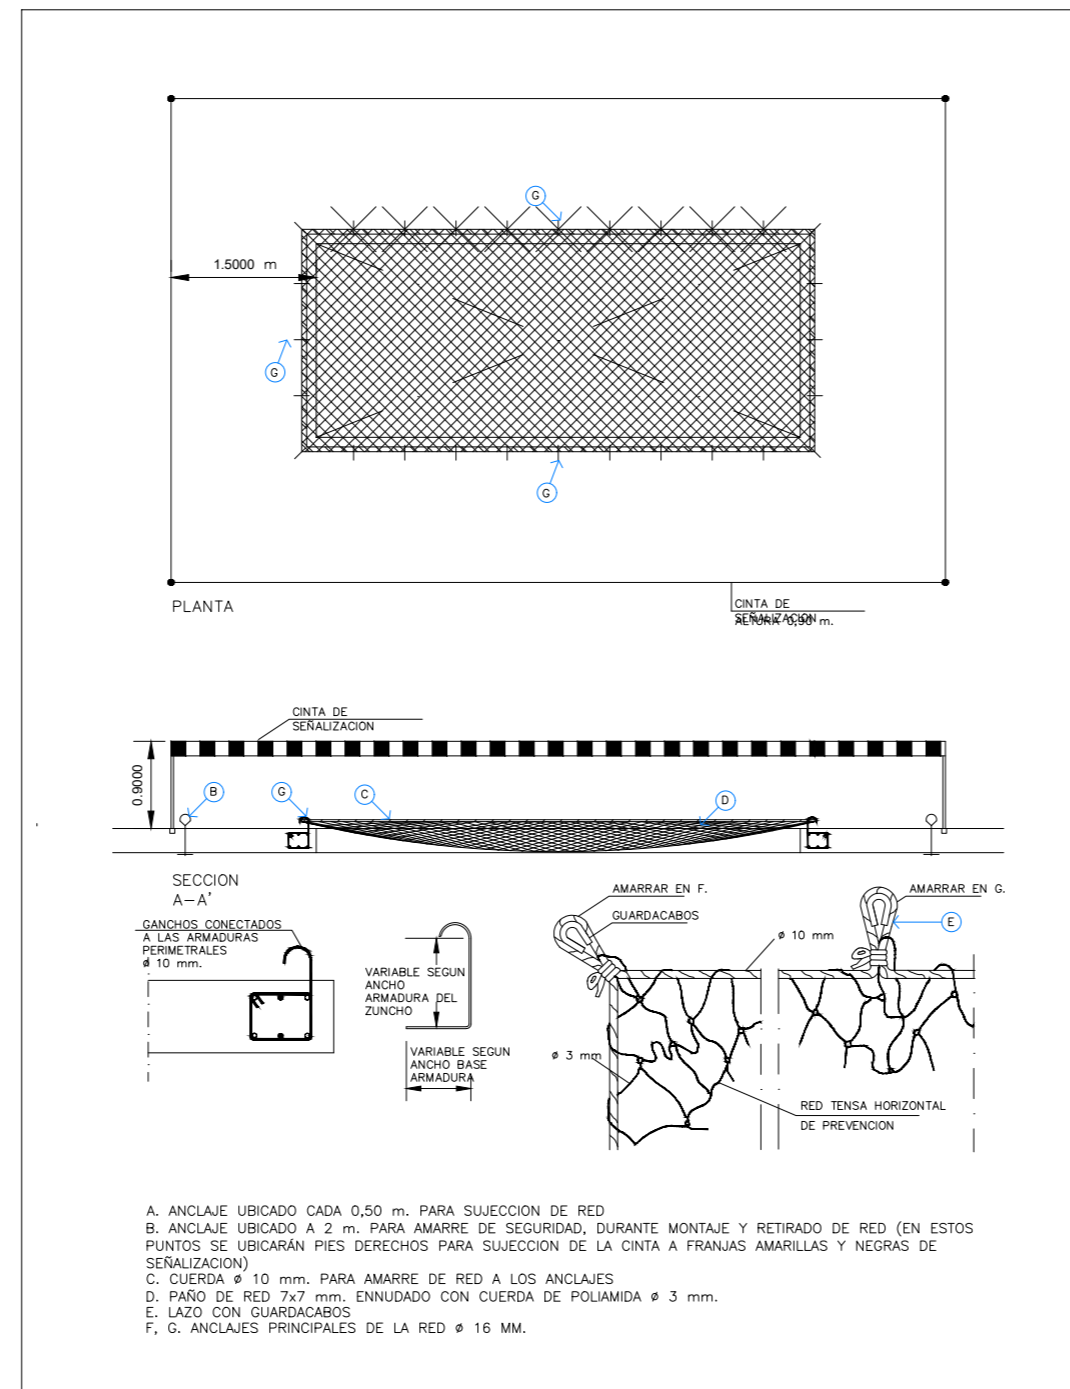 G
1.5000 m
G
G
PLANTA
CINTA DE
SEÑALIZACION
ALTURA 0,90 m.
CINTA DE
SEÑALIZACION
0.9000
B
G
C
D
SECCION
A-A'
GANCHOS CONECTADOS
A LAS ARMADURAS
PERIMETRALES
ø 10 mm.
VARIABLE SEGUN
ANCHO
ARMADURA DEL
ZUNCHO
VARIABLE SEGUN
ANCHO BASE
ARMADURA
AMARRAR EN F.
GUARDACABOS
ø 10 mm
AMARRAR EN G.
E
ø 3 mm
RED TENSA HORIZONTAL
DE PREVENCION
A. ANCLAJE UBICADO CADA 0,50 m. PARA SUJECCION DE RED
B. ANCLAJE UBICADO A 2 m. PARA AMARRE DE SEGURIDAD, DURANTE MONTAJE Y RETIRADO DE RED (EN ESTOS
PUNTOS SE UBICARÁN PIES DERECHOS PARA SUJECCION DE LA CINTA A FRANJAS AMARILLAS Y NEGRAS DE
SEÑALIZACION)
C. CUERDA ø 10 mm. PARA AMARRE DE RED A LOS ANCLAJES
D. PAÑO DE RED 7x7 mm. ENNUDADO CON CUERDA DE POLIAMIDA ø 3 mm.
E. LAZO CON GUARDACABOS
F, G. ANCLAJES PRINCIPALES DE LA RED ø 16 MM.